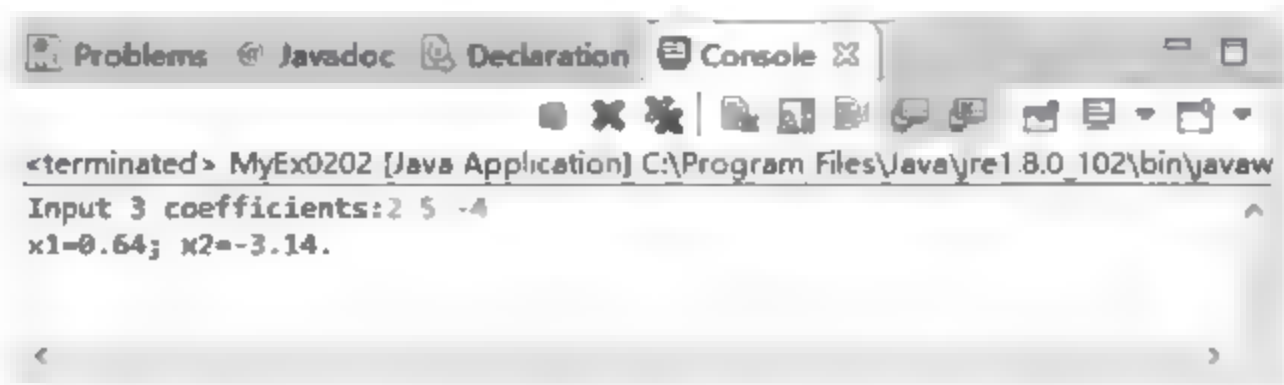 Problems @ Javadoc Declaration Console
<terminated> MyEx0202 [Java Application] C:\Program Files\Java\jre1.8.0_102\bin\javaw
Input 3 coefficients:2 5 -4
x1=0.64; x2=-3.14.